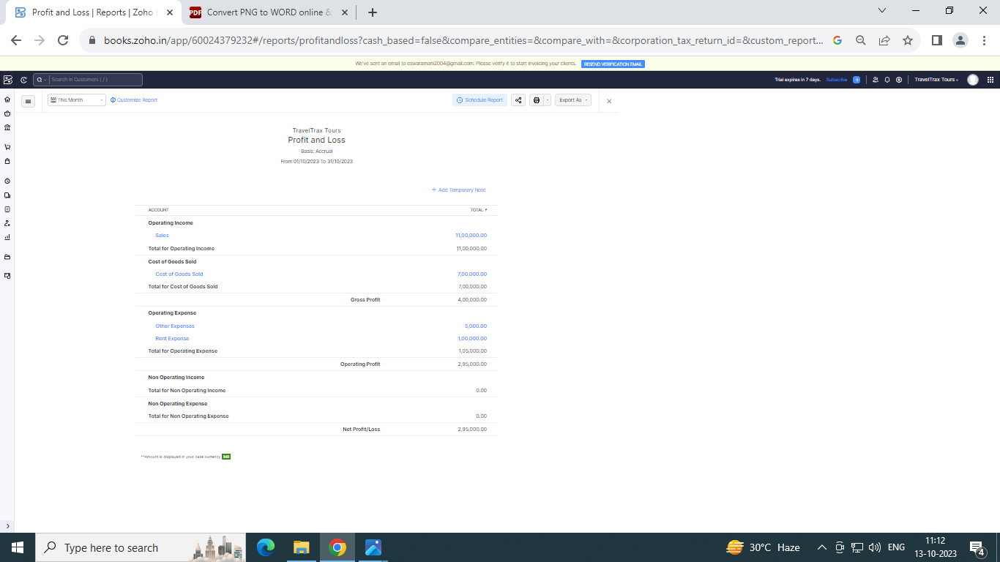 Profit and Loss | Reports | Zoho
Convert PNG to WORD online &
books.zoho.in/app/60024379232#/reports/profitandloss?cash_based=false&compare_entities=&compare_with=&corporation_tax_return_id=&custom_report...
We've sent an email to eswaramani2004@gmail.com. Please verify it to start invoicing your clients. RESEND VERIFICATION EMAIL
Search in Customers ( / )
Trial expires in 7 days. Subscribe
TravelTrax Tours
This Month
Customize Report
Schedule Report
Export As
TravelTrax Tours
Profit and Loss
Basis: Accrual
From 01/10/2023 To 31/10/2023
+ Add Temporary Note
ACCOUNT TOTAL
Operating Income
Sales 11,00,000.00
Total for Operating Income 11,00,000.00
Cost of Goods Sold
Cost of Goods Sold 7,00,000.00
Total for Cost of Goods Sold 7,00,000.00
Gross Profit 4,00,000.00
Operating Expense
Other Expenses 5,000.00
Rent Expense 1,00,000.00
Total for Operating Expense 1,05,000.00
Operating Profit 2,95,000.00
Non Operating Income
Total for Non Operating Income 0.00
Non Operating Expense
Total for Non Operating Expense 0.00
Net Profit/Loss 2,95,000.00
**Amount is displayed in your base currency INR
Type here to search
30°C Haze
ENG
11:12
13-10-2023
4